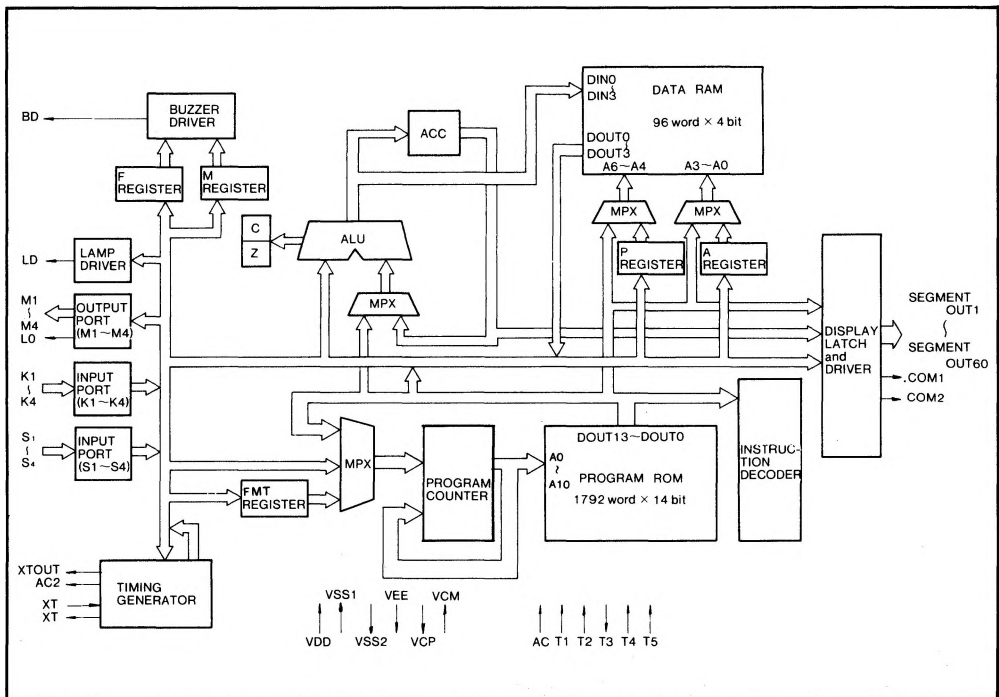 BD
BUZZER
DRIVER
F
REGISTER
M
REGISTER
ACC
DIN0
~
DIN3
DATA RAM
96 word × 4 bit
DOUT0
~
DOUT3
A6~A4
A3~A0
MPX
MPX
C
Z
ALU
P
REGISTER
A
REGISTER
LD
LAMP
DRIVER
MPX
M1
~
M4
L0
OUTPUT
PORT
(M1~M4)
DISPLAY
LATCH
and
DRIVER
SEGMENT
OUT1
~
SEGMENT
OUT60
.COM1
COM2
K1
~
K4
INPUT
PORT
(K1~K4)
S1
~
S4
INPUT
PORT
(S1~S4)
MPX
PROGRAM
COUNTER
DOUT13~DOUT0
A0
~
A10
PROGRAM ROM
1792 word × 14 bit
INSTRUC-
TION
DECODER
FMT
REGISTER
XTOUT
AC2
XT
XT
TIMING
GENERATOR
VSS1 VEE VCM
VDD VSS2 VCP
AC T1 T2 T3 T4 T5